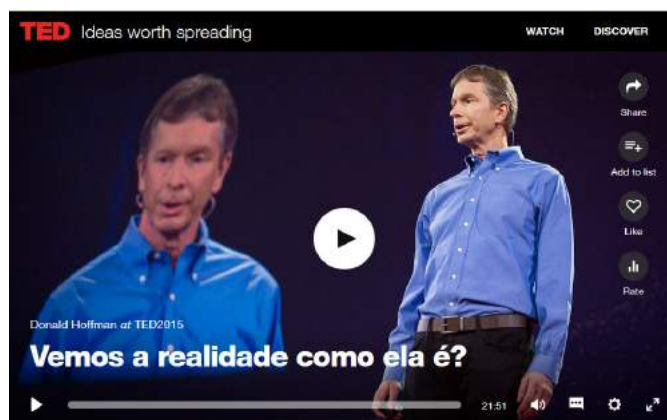 TED Ideas worth spreading WATCH DISCOVER
Share
Add to list
Like
Rate
Donald Hoffman at TED2015
Vemos a realidade como ela é?
21:51